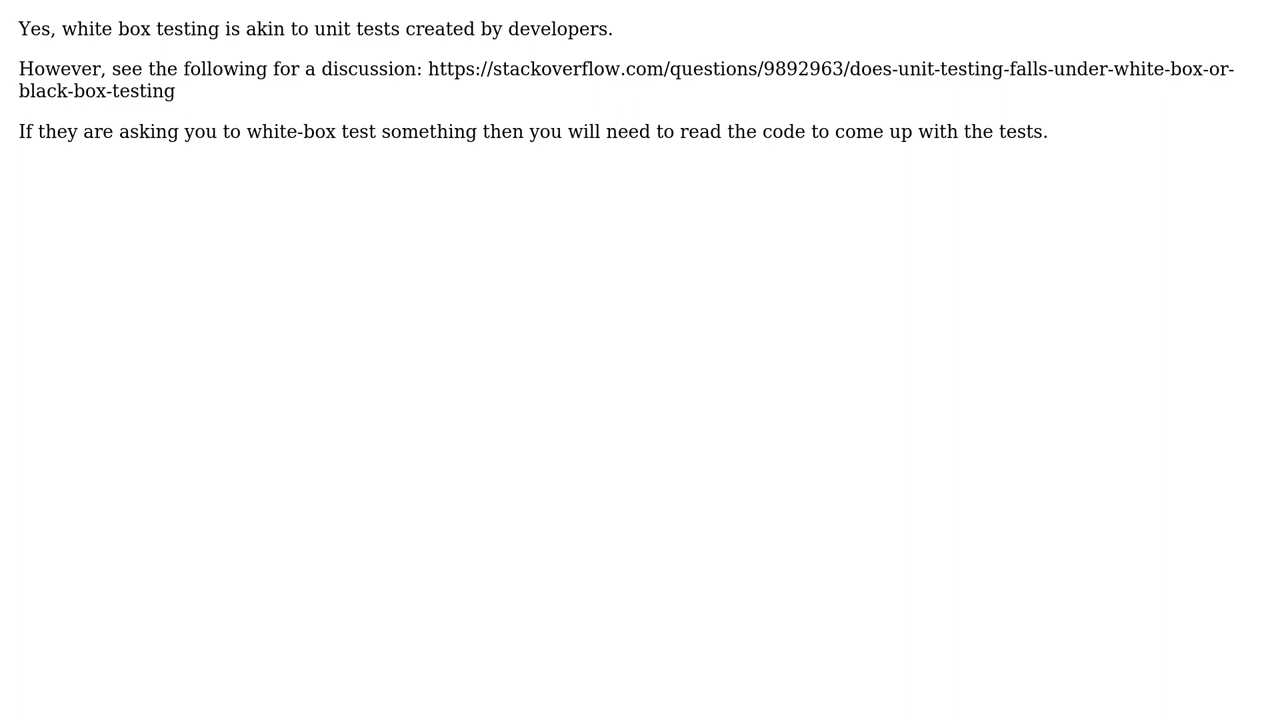 Yes, white box testing is akin to unit tests created by developers.
However, see the following for a discussion: https://stackoverflow.com/questions/9892963/does-unit-testing-falls-under-white-box-or-
black-box-testing
If they are asking you to white-box test something then you will need to read the code to come up with the tests.